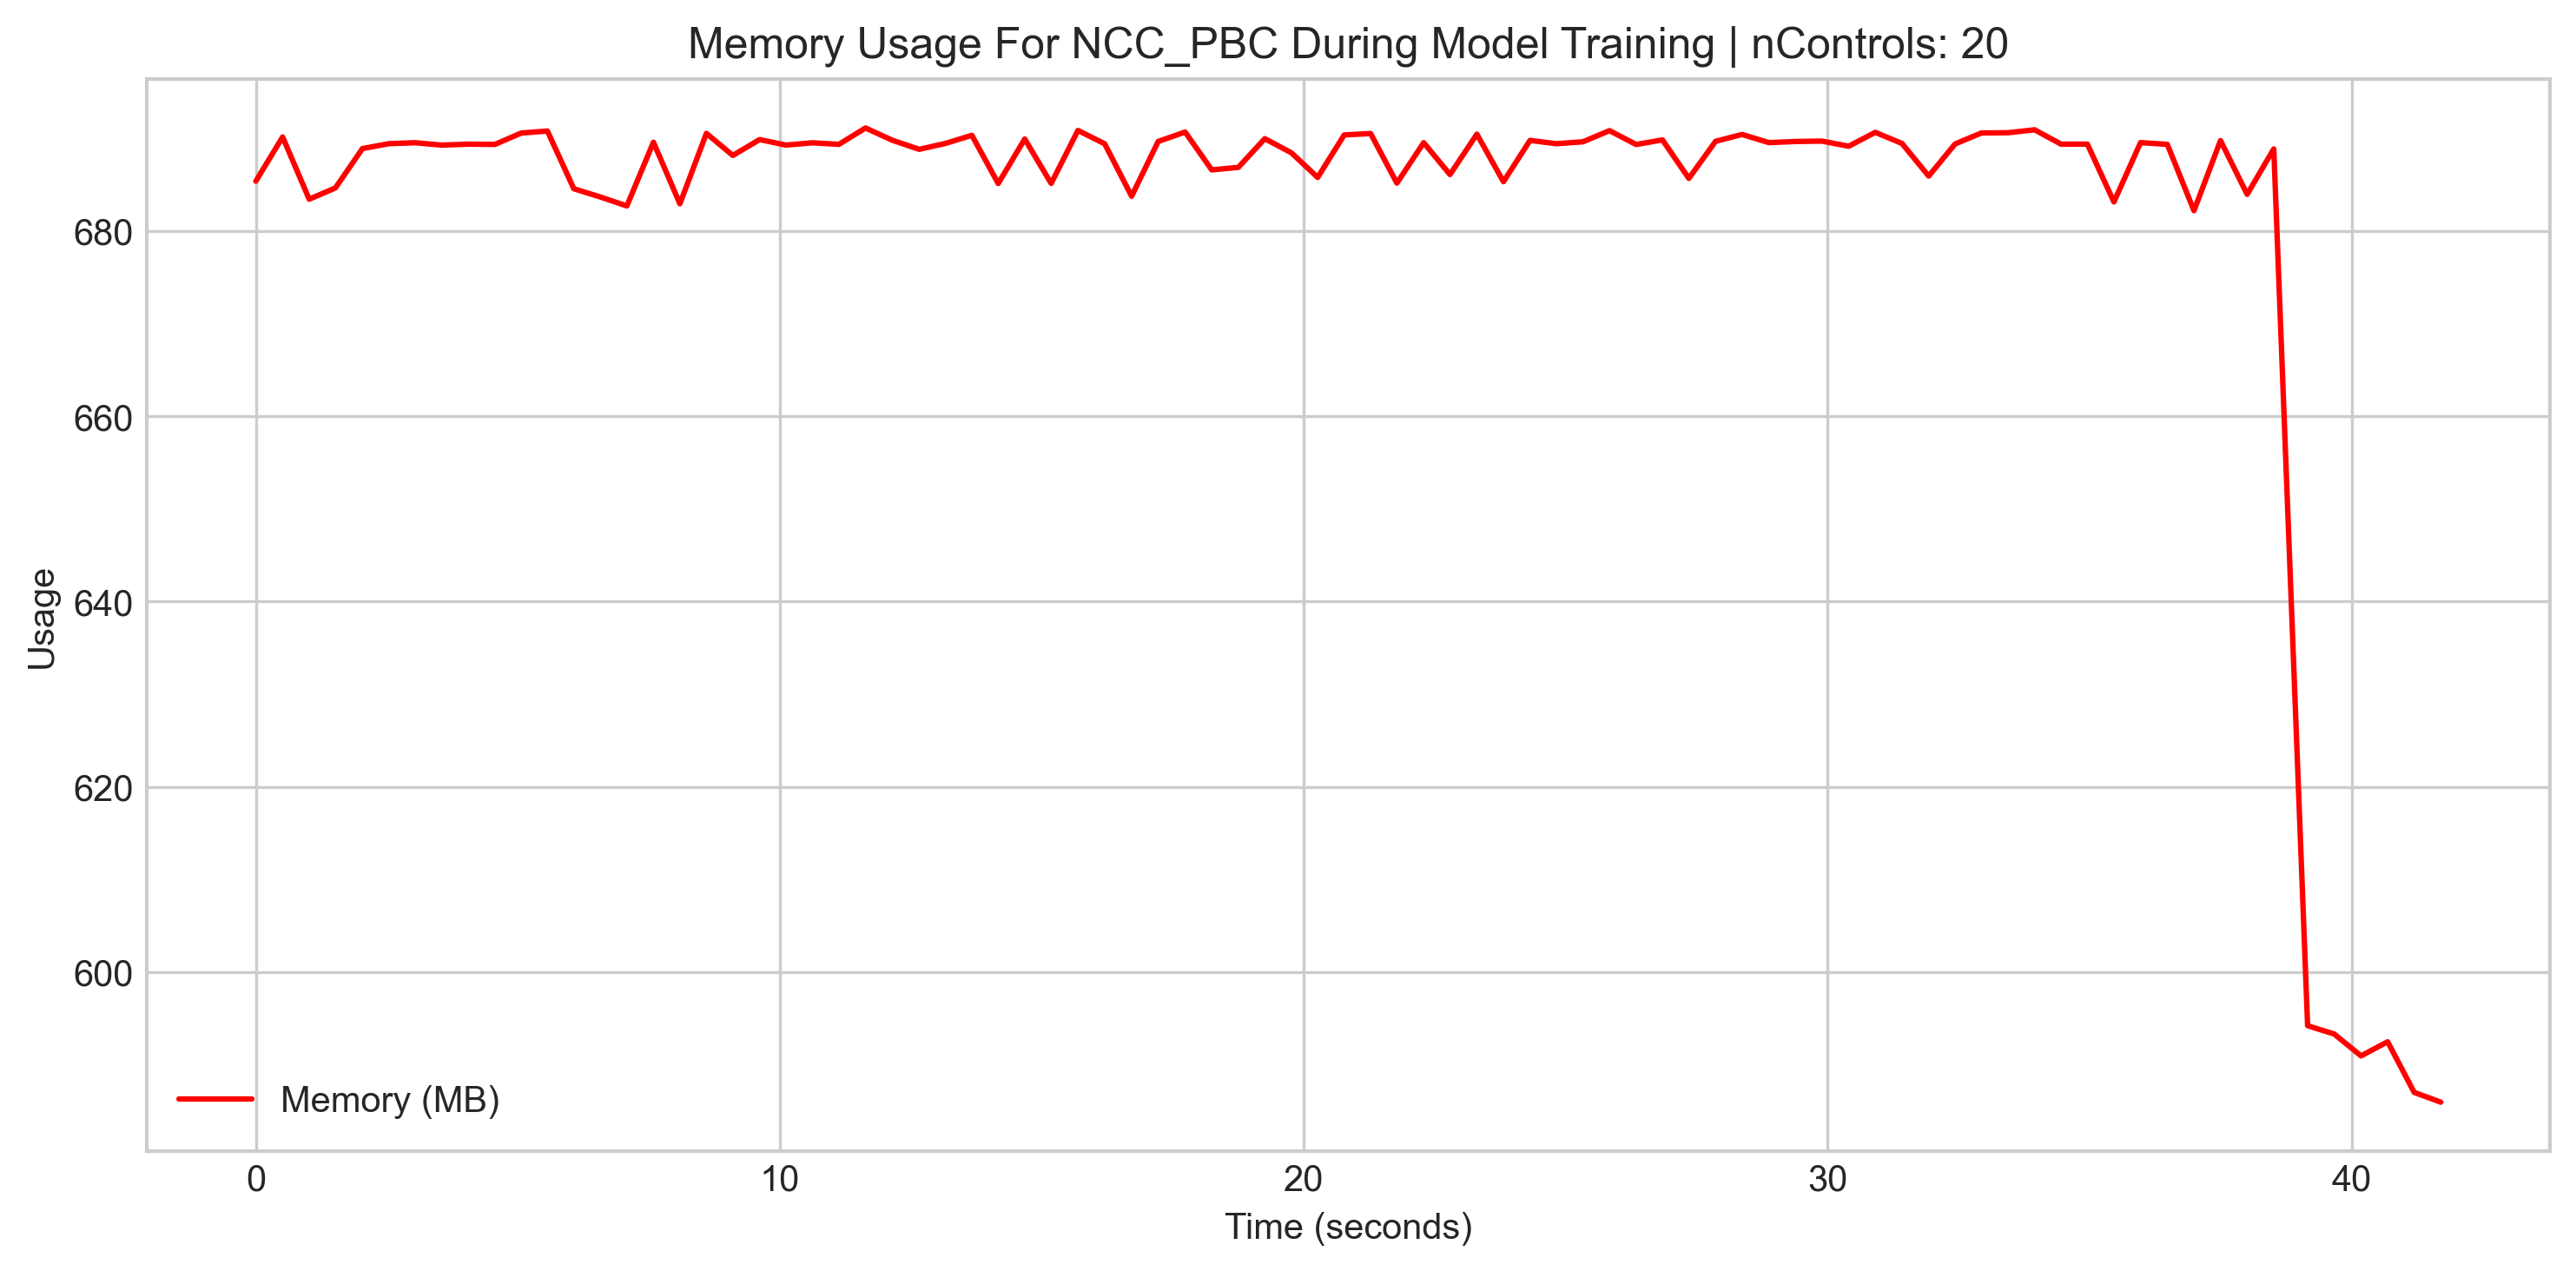 Memory Usage For NCC_PBC During Model Training | nControls: 20
Usage
680
660
640
620
600
Memory (MB)
0 10 20 30 40
Time (seconds)